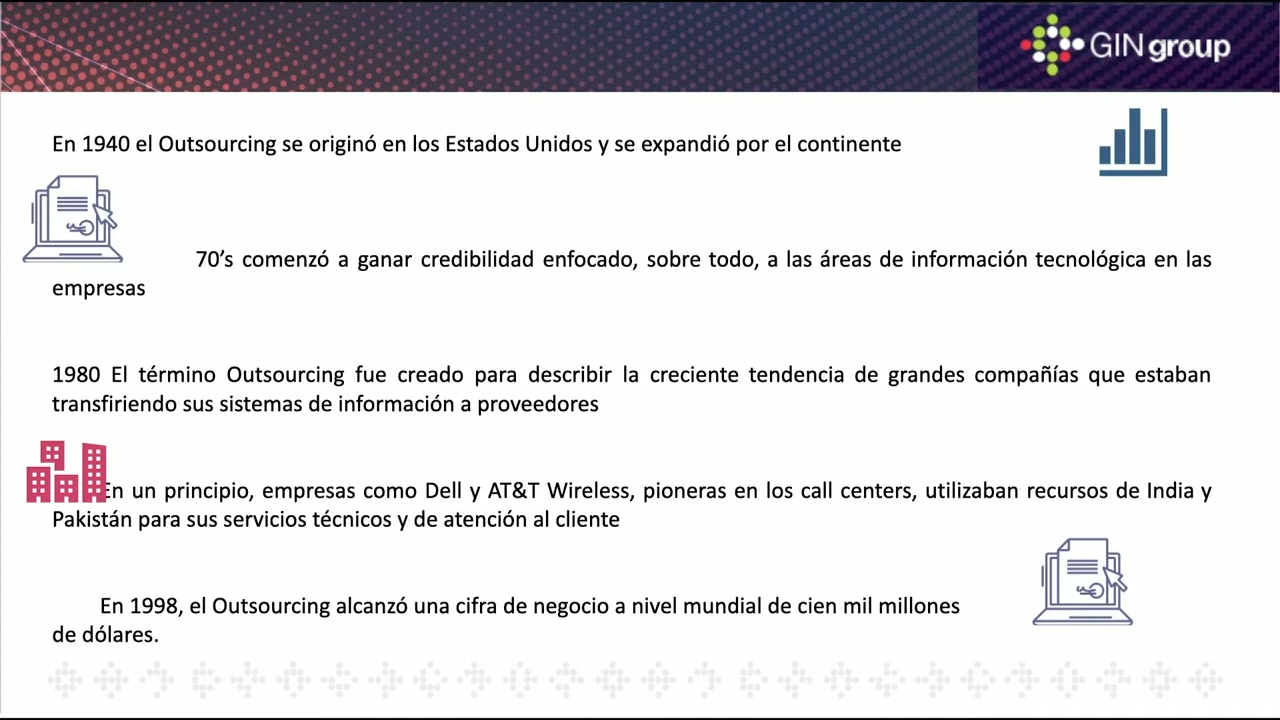 GINgroup
En 1940 el Outsourcing se originó en los Estados Unidos y se expandió por el continente
70’s comenzó a ganar credibilidad enfocado, sobre todo, a las áreas de información tecnológica en las
empresas
1980 El término Outsourcing fue creado para describir la creciente tendencia de grandes compañías que estaban
transfiriendo sus sistemas de información a proveedores
En un principio, empresas como Dell y AT&T Wireless, pioneras en los call centers, utilizaban recursos de India y
Pakistán para sus servicios técnicos y de atención al cliente
En 1998, el Outsourcing alcanzó una cifra de negocio a nivel mundial de cien mil millones
de dólares.